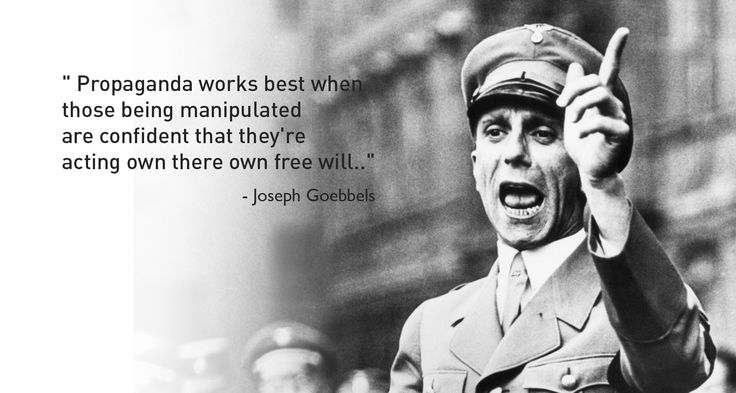 " Propaganda works best when
those being manipulated
are confident that they're
acting own there own free will.."
- Joseph Goebbels